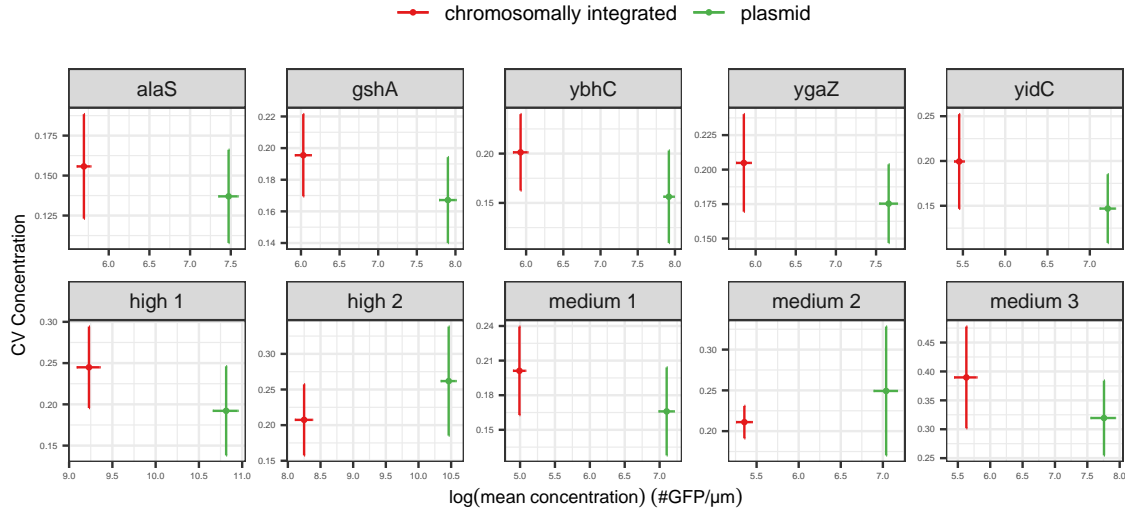 chromosomally integrated plasmid
alaS gshA ybhC ygaZ yidC
0.175
0.150
0.125
6.0 6.5 7.0 7.5
0.22
0.20
0.18
0.16
0.14
6.0 6.5 7.0 7.5 8.0
0.20
0.15
6.0 6.5 7.0 7.5 8.0
0.225
0.200
0.175
0.150
6.0 6.5 7.0 7.5
0.25
0.20
0.15
5.5 6.0 6.5 7.0
CV Concentration
high 1 high 2 medium 1 medium 2 medium 3
0.30
0.25
0.20
0.15
9.0 9.5 10.0 10.5 11.0
0.30
0.25
0.20
0.15
8.0 8.5 9.0 9.5 10.0 10.5
0.24
0.21
0.18
0.15
5.0 5.5 6.0 6.5 7.0
0.30
0.25
0.20
5.5 6.0 6.5 7.0
0.45
0.40
0.35
0.30
0.25
5.5 6.0 6.5 7.0 7.5 8.0
log(mean concentration) (#GFP/μm)